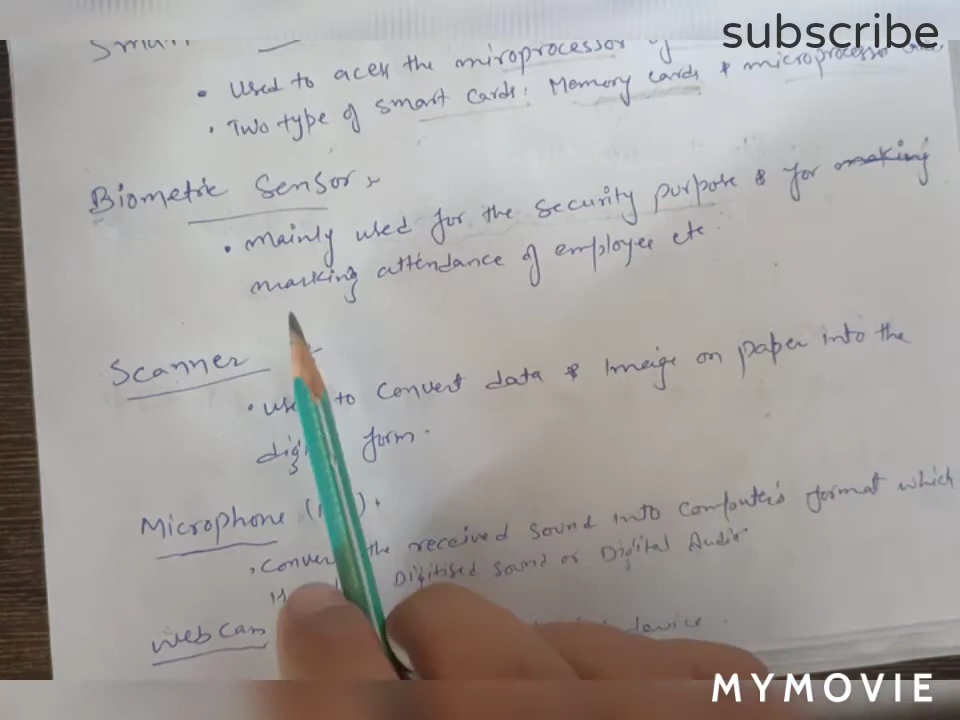 subscribe
• Used to acess the miroprocessor
• Two type of smart cards: Memory cards & microprocessor
Biometric Sensor
• mainly used for the security purpose & for making
marking attendance of employee etc.
Scanner
• to convert data & Imeige on paper into the
form.
Microphone
the received sound into Computer's format which
Digitised sound or Digital Audio
Web Cam
device.
MYMOVIE